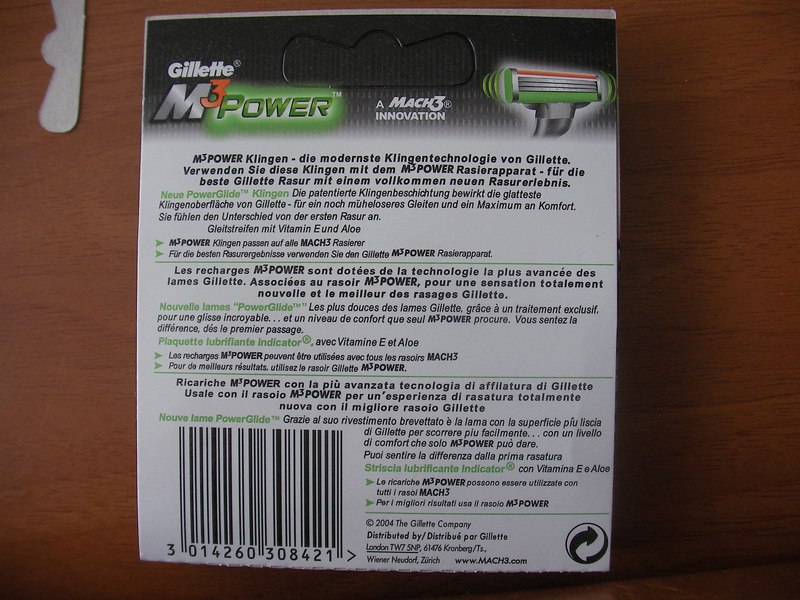 Gillette®
M3POWER™
A MACH3®
INNOVATION
M3POWER Klingen - die modernste Klingentechnologie von Gillette.
Verwenden Sie diese Klingen mit dem M3POWER Rasierapparat - für die
beste Gillette Rasur mit einem vollkommen neuen Rasurerlebnis.
Neue PowerGlide™ Klingen Die patentierte Klingenbeschichtung bewirkt die glatteste
Klingenoberfläche von Gillette - für ein noch müheloseres Gleiten und ein Maximum an Komfort.
Sie fühlen den Unterschied von der ersten Rasur an.
Gleitstreifen mit Vitamin E und Aloe
➤ M3POWER Klingen passen auf alle MACH3 Rasierer
➤ Für die besten Rasurergebnisse verwenden Sie den Gillette M3POWER Rasierapparat.
Les recharges M3POWER sont dotées de la technologie la plus avancée des
lames Gillette. Associées au rasoir M3POWER, pour une sensation totalement
nouvelle et le meilleur des rasages Gillette.
Nouvelle lames "PowerGlide™" Les plus douces des lames Gillette, grâce à un traitement exclusif.
pour une glisse incroyable. . . et un niveau de confort que seul M3POWER procure. Vous sentez la
différence, dés le premier passage.
Plaquette lubrifiante Indicator®, avec Vitamine E et Aloe
➤ Les recharges M3POWER peuvent être utilisées avec tous les rasoirs MACH3
➤ Pour de meilleurs résultats, utilisez le rasoir Gillette M3POWER.
Ricariche M3POWER con la più avanzata tecnologia di affilatura di Gillette
Usale con il rasoio M3POWER per un'esperienza di rasatura totalmente
nuova con il migliore rasoio Gillette
Nouve lame PowerGlide™ Grazie al suo rivestimento brevettato è la lama con la superficie píu liscia
di Gillette per scorrere piu facilmente. . . con un livello
di comfort che solo M3POWER puó dare.
Puoi sentire la differenza dalla prima rasatura
Striscia lubrificante Indicator® con Vitamina E e Aloe
➤ Le ricariche M3POWER possono essere utilizzate con
tutti i rasoi MACH3
➤ Per i migliori risultati usa il rasoio M3POWER
© 2004 The Gillette Company
Distributed by/ Distribué par Gillette
London TW7 5NP, 61476 Kronberg/Ts.,
Wiener Neudorf, Zürich www.MACH3.com
3 014260 308421 >